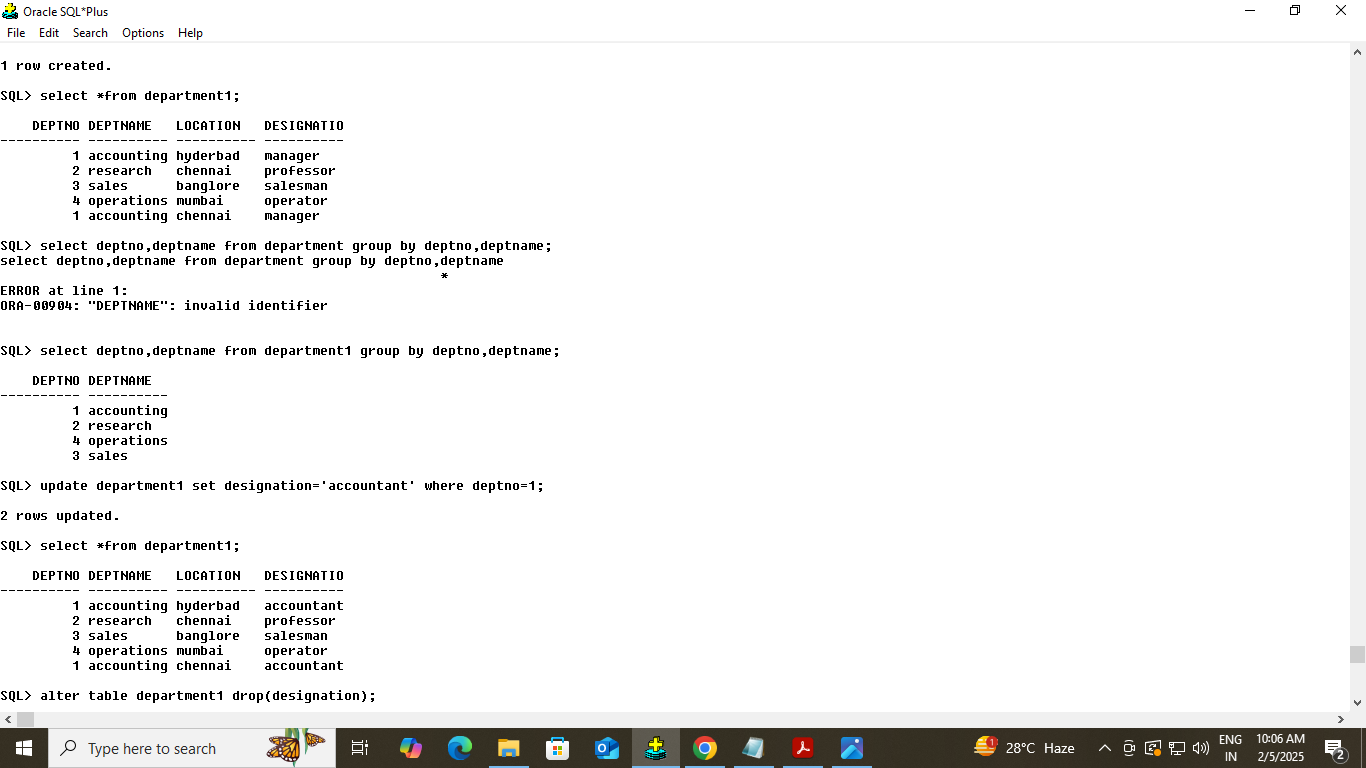 Oracle SQL*Plus
File Edit Search Options Help
1 row created.
SQL> select *from department1;
DEPTNO DEPTNAME LOCATION DESIGNATIO
---------- ---------- ---------- ----------
1 accounting hyderbad manager
2 research chennai professor
3 sales banglore salesman
4 operations mumbai operator
1 accounting chennai manager
SQL> select deptno,deptname from department group by deptno,deptname;
select deptno,deptname from department group by deptno,deptname
*
ERROR at line 1:
ORA-00904: "DEPTNAME": invalid identifier
SQL> select deptno,deptname from department1 group by deptno,deptname;
DEPTNO DEPTNAME
---------- ----------
1 accounting
2 research
4 operations
3 sales
SQL> update department1 set designation='accountant' where deptno=1;
2 rows updated.
SQL> select *from department1;
DEPTNO DEPTNAME LOCATION DESIGNATIO
---------- ---------- ---------- ----------
1 accounting hyderbad accountant
2 research chennai professor
3 sales banglore salesman
4 operations mumbai operator
1 accounting chennai accountant
SQL> alter table department1 drop(designation);
Type here to search
1
28°C Haze
ENG
IN
10:06 AM
2/5/2025
2